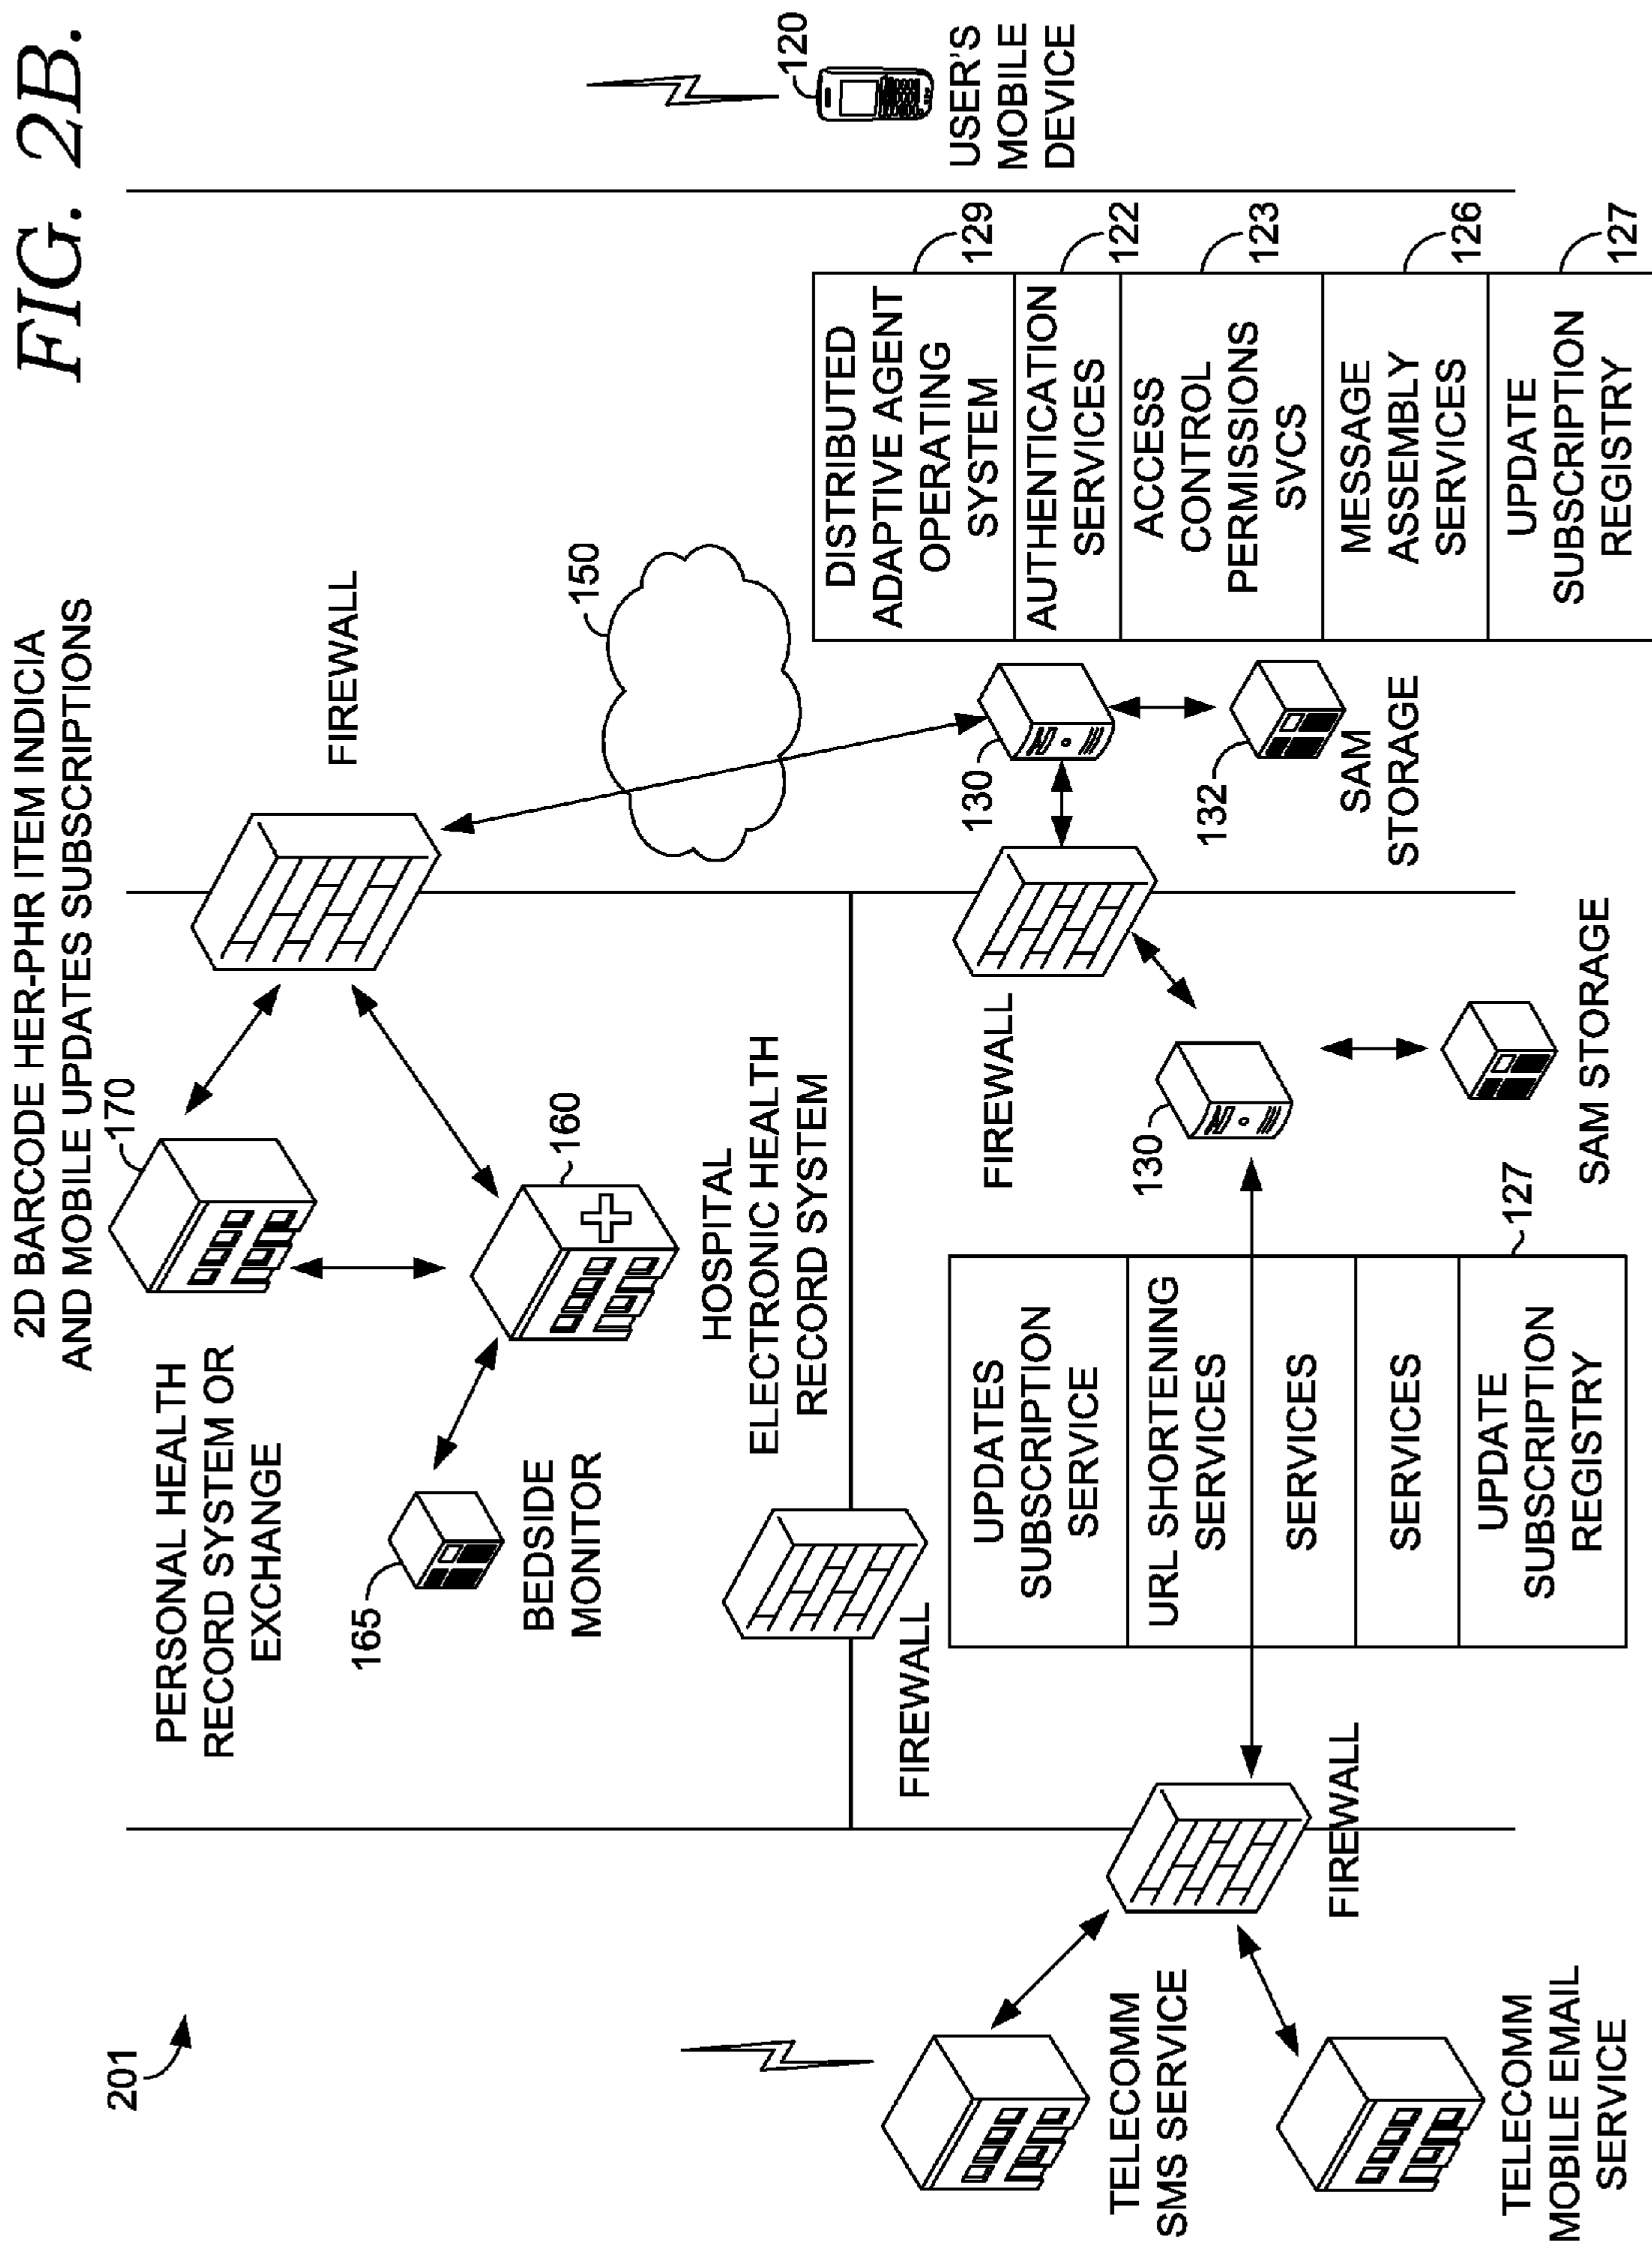 2D BARCODE HER-PHR ITEM INDICIA
AND MOBILE UPDATES SUBSCRIPTIONS
FIG. 2B.
201
PERSONAL HEALTH
RECORD SYSTEM OR
EXCHANGE
170
FIREWALL
165
BEDSIDE
MONITOR
160
HOSPITAL
ELECTRONIC HEALTH
RECORD SYSTEM
150
FIREWALL
TELECOMM
SMS SERVICE
TELECOMM
MOBILE EMAIL
SERVICE
FIREWALL
UPDATES
SUBSCRIPTION
SERVICE
URL SHORTENING
SERVICES
SERVICES
SERVICES
UPDATE
SUBSCRIPTION
REGISTRY
127
FIREWALL
130
SAM STORAGE
130
132
SAM
STORAGE
DISTRIBUTED
ADAPTIVE AGENT
OPERATING
SYSTEM
129
AUTHENTICATION
SERVICES
122
ACCESS
CONTROL
PERMISSIONS
SVCS
123
MESSAGE
ASSEMBLY
SERVICES
126
UPDATE
SUBSCRIPTION
REGISTRY
127
120
USER'S
MOBILE
DEVICE